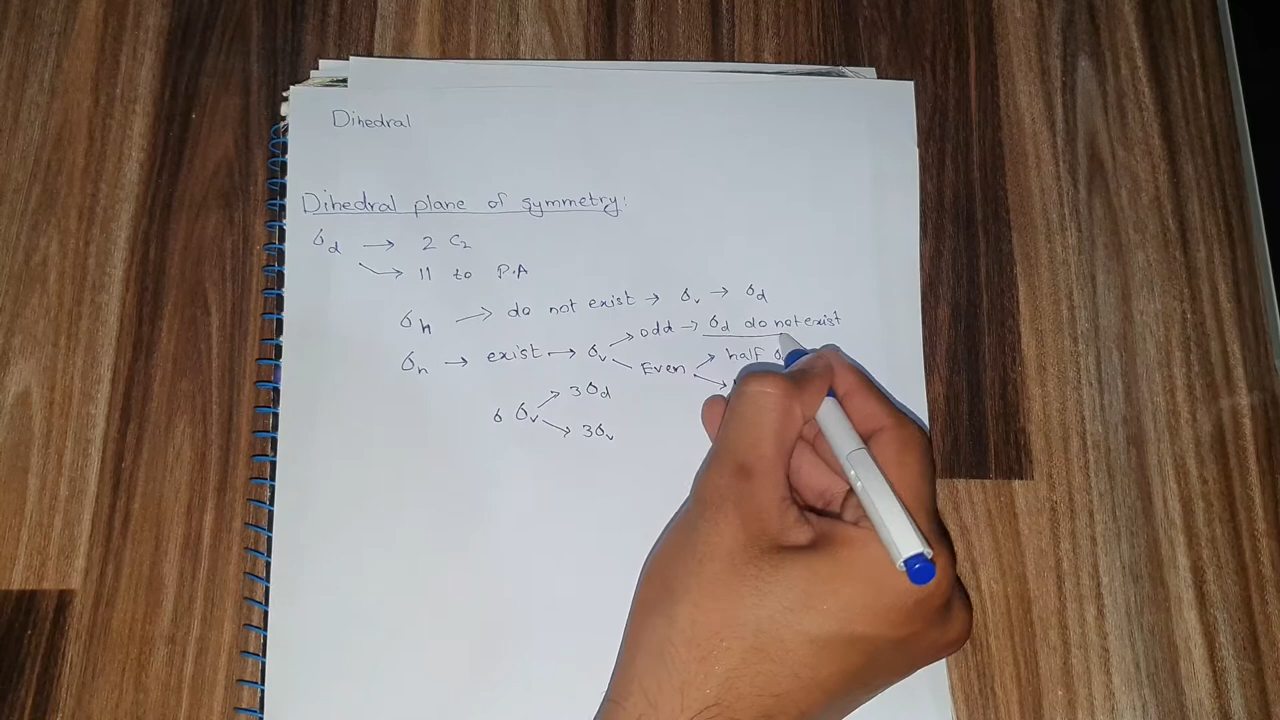 Dihedral
Dihedral plane of symmetry:
σd → 2 C2
→ 11 to P.A
σh → do not exist → σv → σd
σh → exist → σv → odd → σd do not exist
→ Even → half σ
6 σv → 3σd
→ 3σv